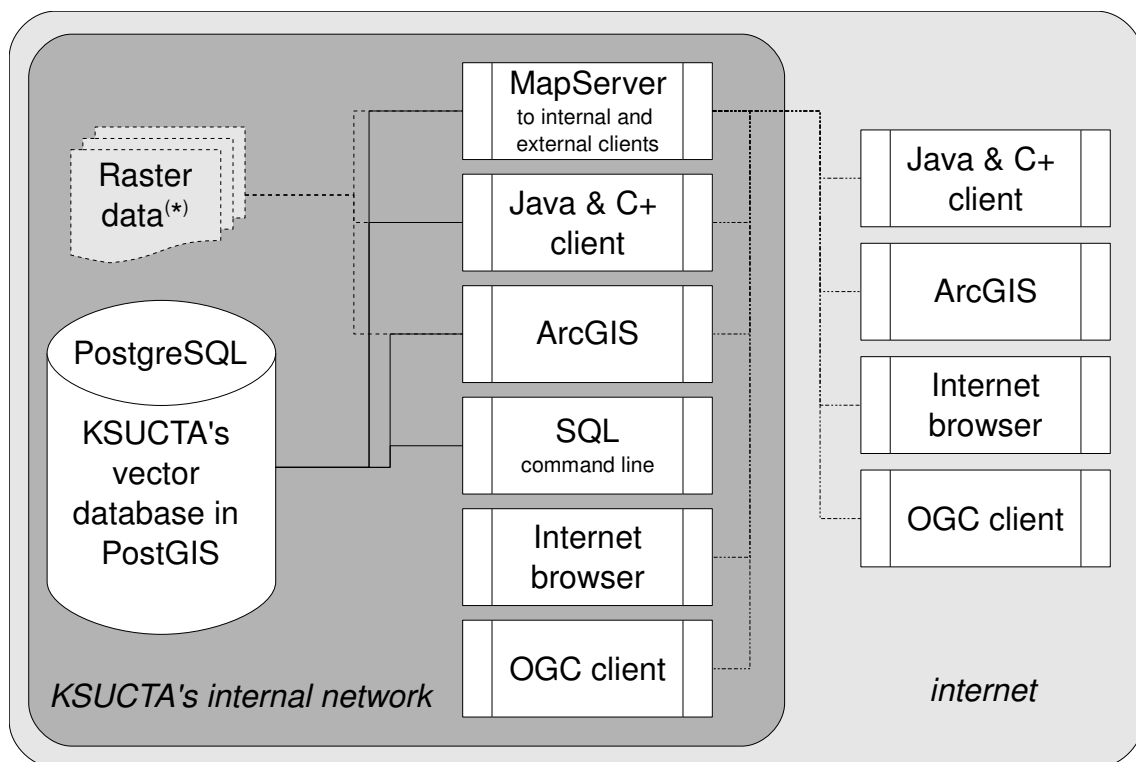 MapServer
to internal and
external clients
Raster
data(*)
Java & C+
client
ArcGIS
PostgreSQL
KSUCTA's
vector
database in
PostGIS
SQL
command line
Internet
browser
OGC client
KSUCTA's internal network
Java & C+
client
ArcGIS
Internet
browser
OGC client
internet